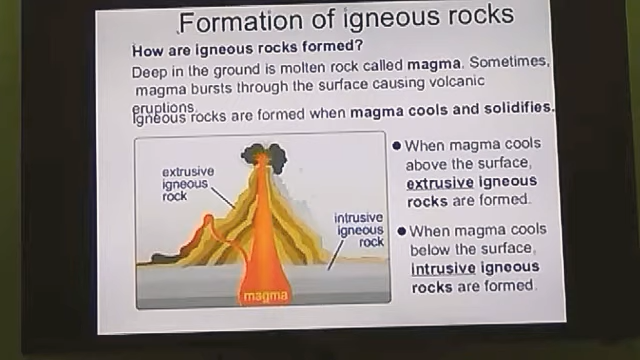 Formation of igneous rocks
How are igneous rocks formed?
Deep in the ground is molten rock called magma. Sometimes,
magma bursts through the surface causing volcanic
eruptions.
Igneous rocks are formed when magma cools and solidifies.
extrusive
igneous
rock
intrusive
igneous
rock
magma
● When magma cools
above the surface,
extrusive igneous
rocks are formed.
● When magma cools
below the surface,
intrusive igneous
rocks are formed.